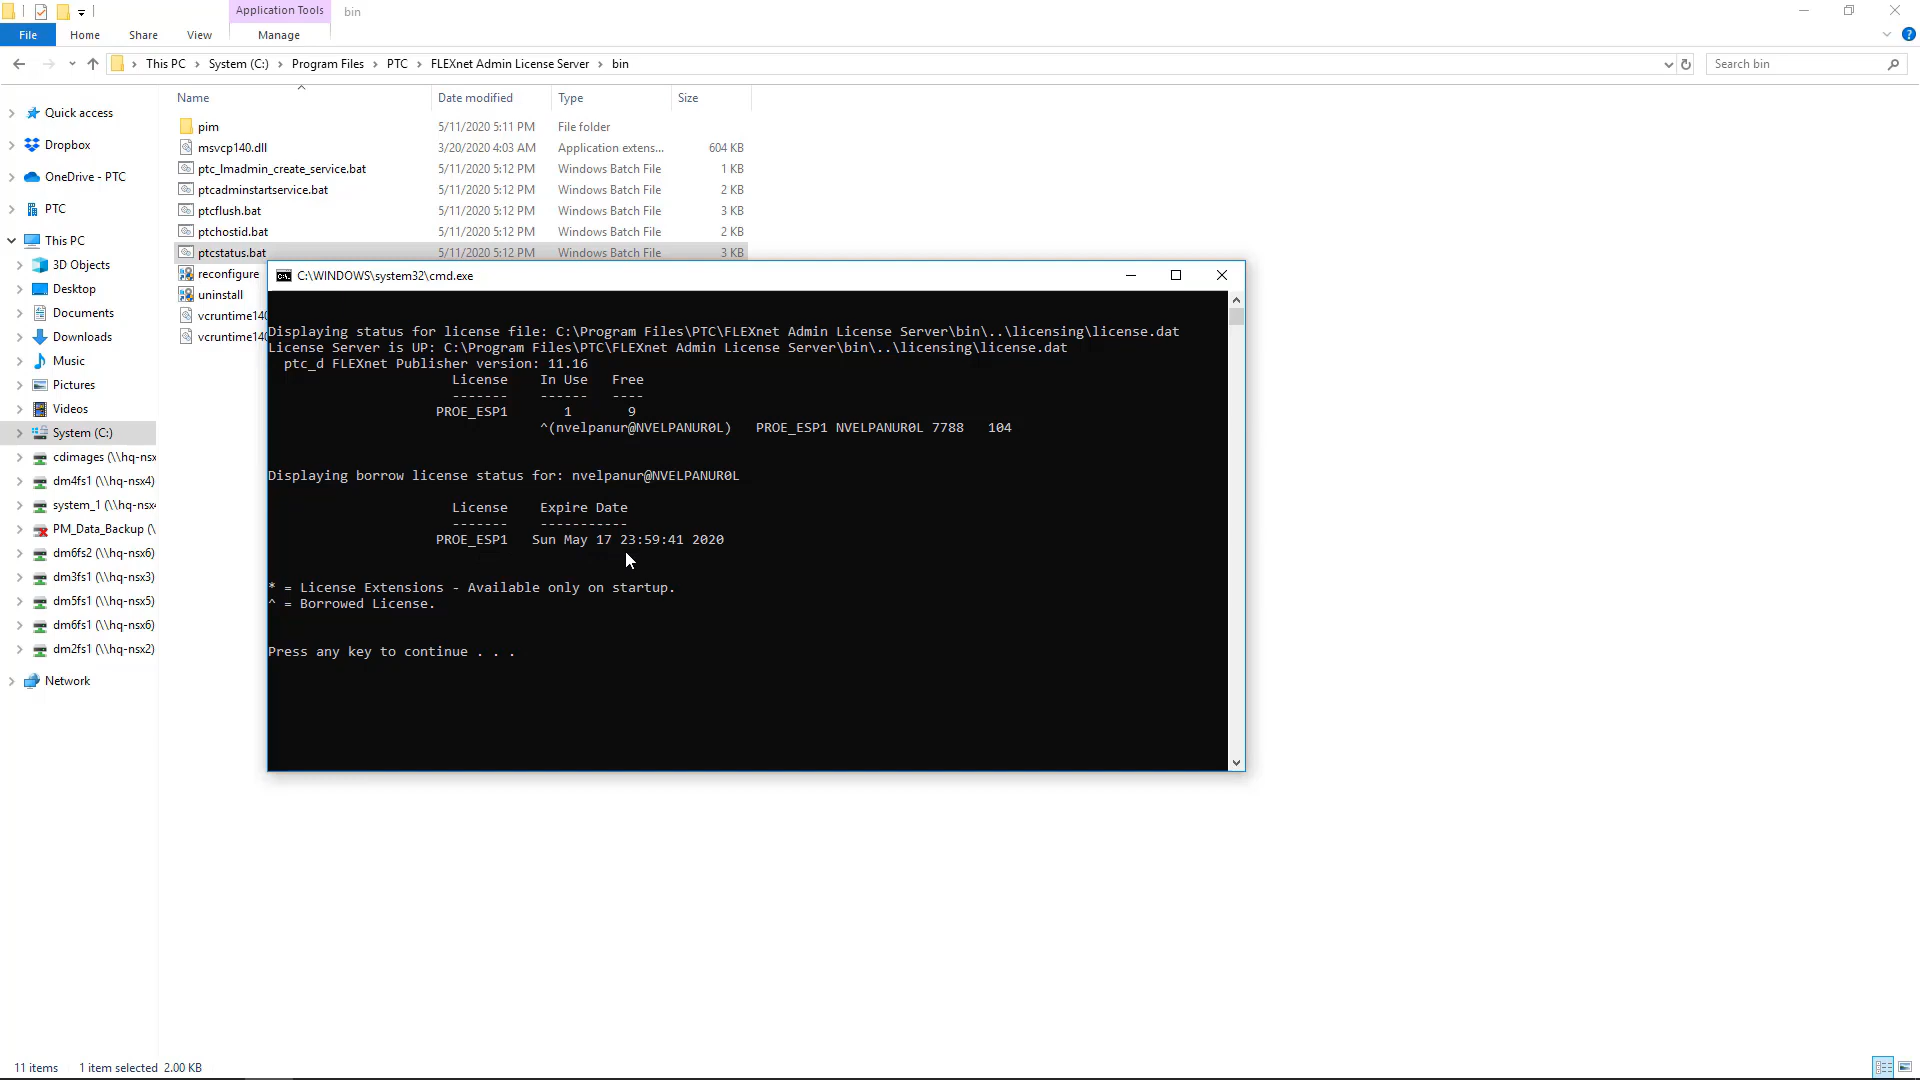 Application Tools bin
File Home Share View Manage
This PC System (C:) Program Files PTC FLEXnet Admin License Server bin Search bin
Name Date modified Type Size
Quick access
Dropbox
OneDrive - PTC
PTC
This PC
3D Objects
Desktop
Documents
Downloads
Music
Pictures
Videos
System (C:)
cdimages (\\hq-nsx
dm4fs1 (\\hq-nsx4)
system_1 (\\hq-nsx4
PM_Data_Backup (\
dm6fs2 (\\hq-nsx6)
dm3fs1 (\\hq-nsx3)
dm5fs1 (\\hq-nsx5)
dm6fs1 (\\hq-nsx6)
dm2fs1 (\\hq-nsx2)
Network
pim 5/11/2020 5:11 PM File folder
msvcp140.dll 3/20/2020 4:03 AM Application extens... 604 KB
ptc_lmadmin_create_service.bat 5/11/2020 5:12 PM Windows Batch File 1 KB
ptcadminstartservice.bat 5/11/2020 5:12 PM Windows Batch File 2 KB
ptcflush.bat 5/11/2020 5:12 PM Windows Batch File 3 KB
ptchostid.bat 5/11/2020 5:12 PM Windows Batch File 2 KB
ptcstatus.bat 5/11/2020 5:12 PM Windows Batch File 3 KB
reconfigure
uninstall
vcruntime140
vcruntime140
C:\WINDOWS\system32\cmd.exe
Displaying status for license file: C:\Program Files\PTC\FLEXnet Admin License Server\bin\..\licensing\license.dat
License Server is UP: C:\Program Files\PTC\FLEXnet Admin License Server\bin\..\licensing\license.dat
ptc_d FLEXnet Publisher version: 11.16
License In Use Free
------- ------ ----
PROE_ESP1 1 9
^(nvelpanur@NVELPANUR0L) PROE_ESP1 NVELPANUR0L 7788 104
Displaying borrow license status for: nvelpanur@NVELPANUR0L
License Expire Date
------- -----------
PROE_ESP1 Sun May 17 23:59:41 2020
* = License Extensions - Available only on startup.
^ = Borrowed License.
Press any key to continue . . .
11 items 1 item selected 2.00 KB